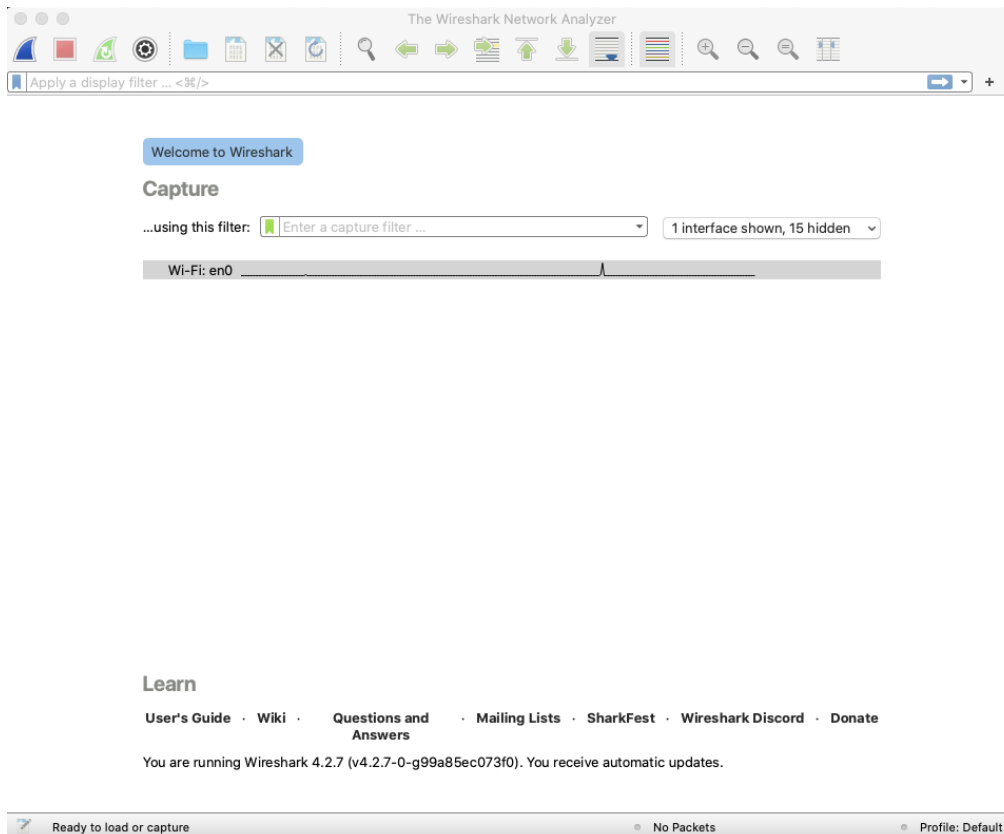 The Wireshark Network Analyzer
Apply a display filter ... <⌘/>
+
Welcome to Wireshark
Capture
...using this filter: Enter a capture filter ... 1 interface shown, 15 hidden
Wi-Fi: en0
Learn
User's Guide · Wiki · Questions and Answers · Mailing Lists · SharkFest · Wireshark Discord · Donate
You are running Wireshark 4.2.7 (v4.2.7-0-g99a85ec073f0). You receive automatic updates.
Ready to load or capture No Packets Profile: Default